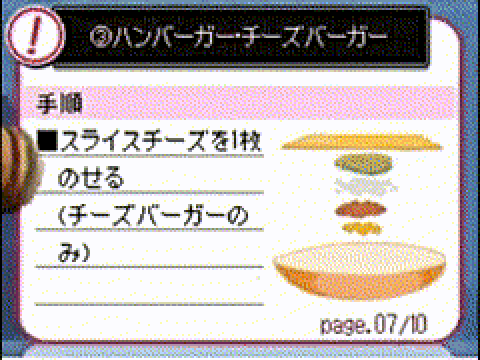 !
③ハンバーガー・チーズバーガー
手順
■スライスチーズを1枚
のせる
(チーズバーガーの
み)
page.07/10